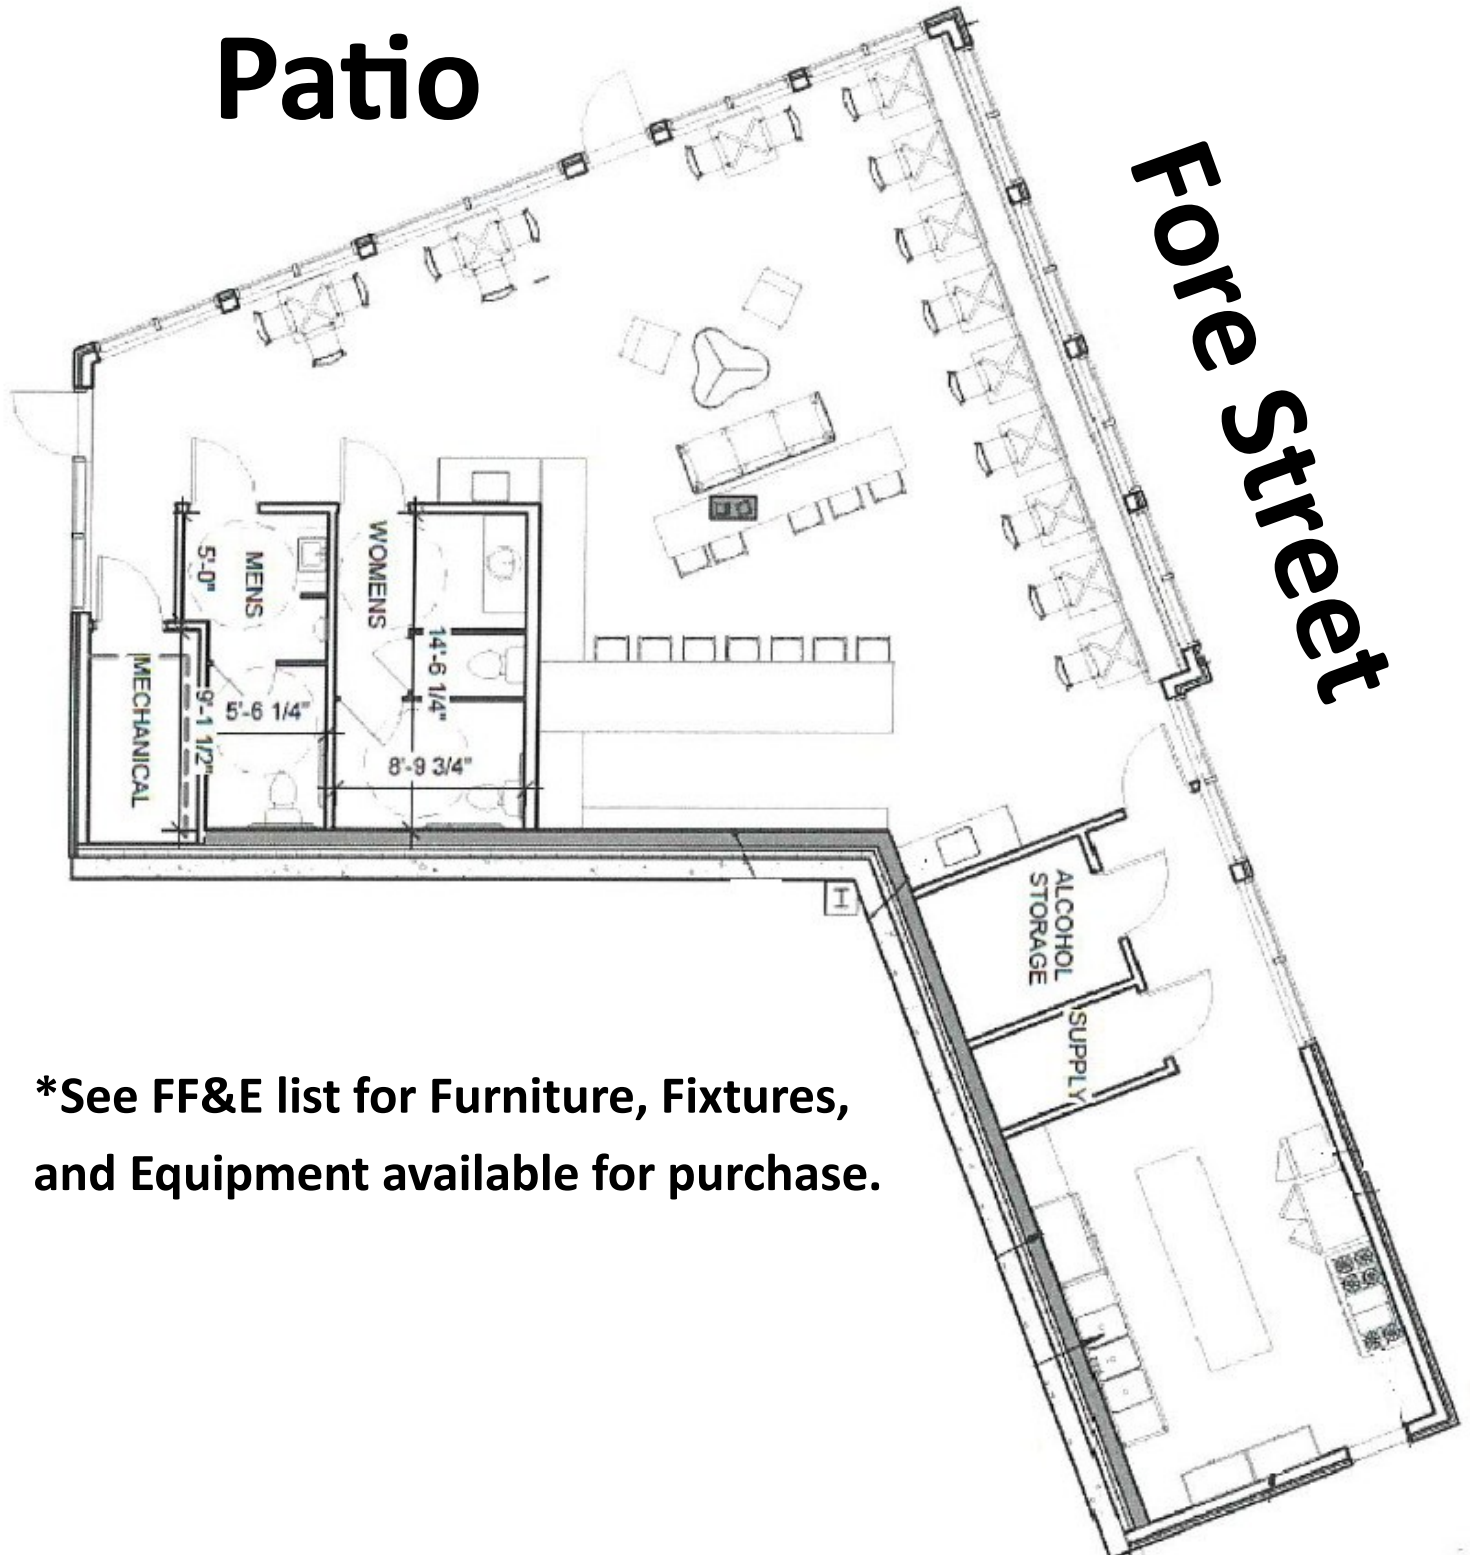 Patio
Fore Street
MENS
5'-0"
WOMENS
14'-6 1/4"
MECHANICAL
9'-1 1/2"
5'-6 1/4"
8'-9 3/4"
H
ALCOHOL
STORAGE
SUPPLY
*See FF&E list for Furniture, Fixtures,
and Equipment available for purchase.